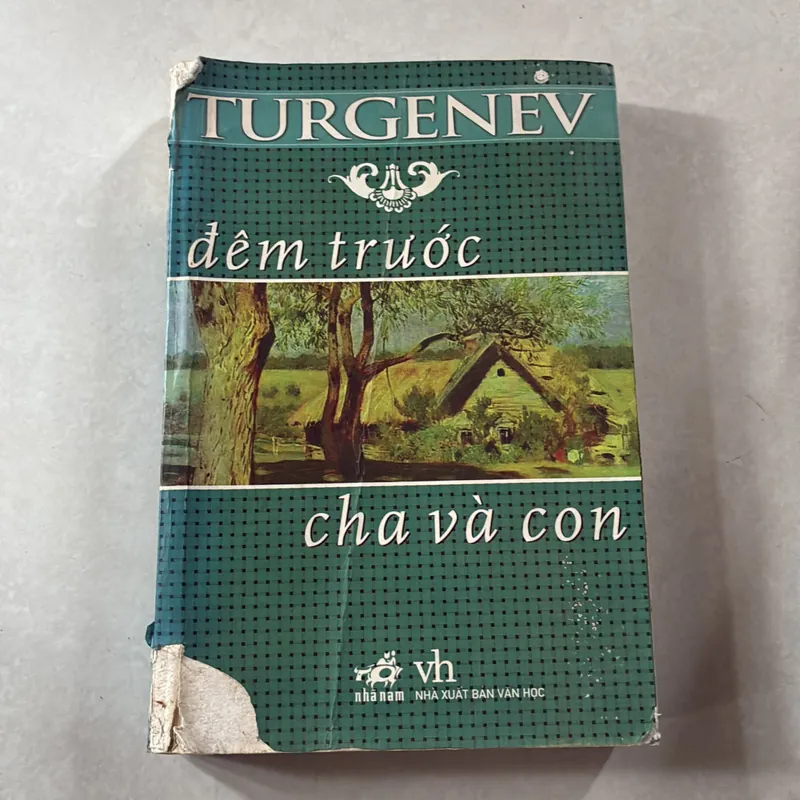 TURGENEV
đêm trước
cha và con
nhã nam
vh
NHÀ XUẤT BẢN VĂN HỌC